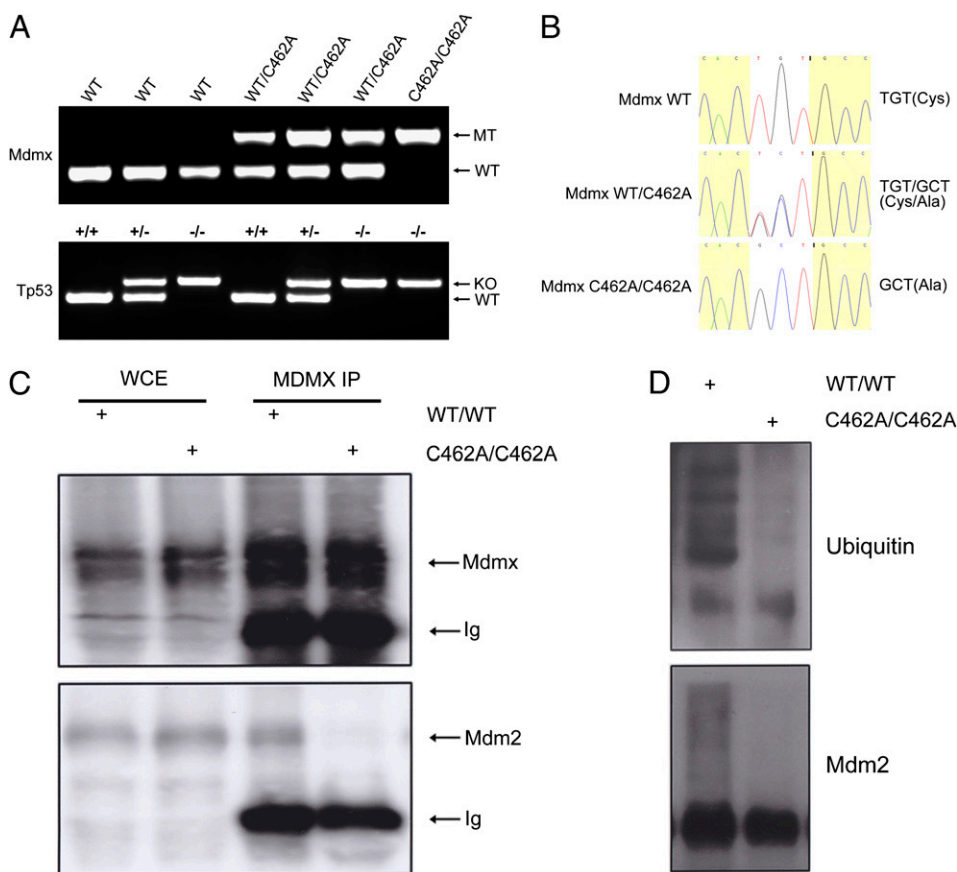 A
WT
WT
WT
WT/C462A
WT/C462A
WT/C462A
C462A/C462A
Mdmx
MT
WT
+/+ +/- -/- +/+ +/- -/- -/-
Tp53
KO
WT
B
C A C T G T G C C
Mdmx WT
TGT(Cys)
C A C T C T G C C
Mdmx WT/C462A
TGT/GCT
(Cys/Ala)
C A C G C T G C C
Mdmx C462A/C462A
GCT(Ala)
C
WCE
MDMX IP
+ +
WT/WT
+ +
C462A/C462A
Mdmx
Ig
Mdm2
Ig
D
+
WT/WT
+
C462A/C462A
Ubiquitin
Mdm2